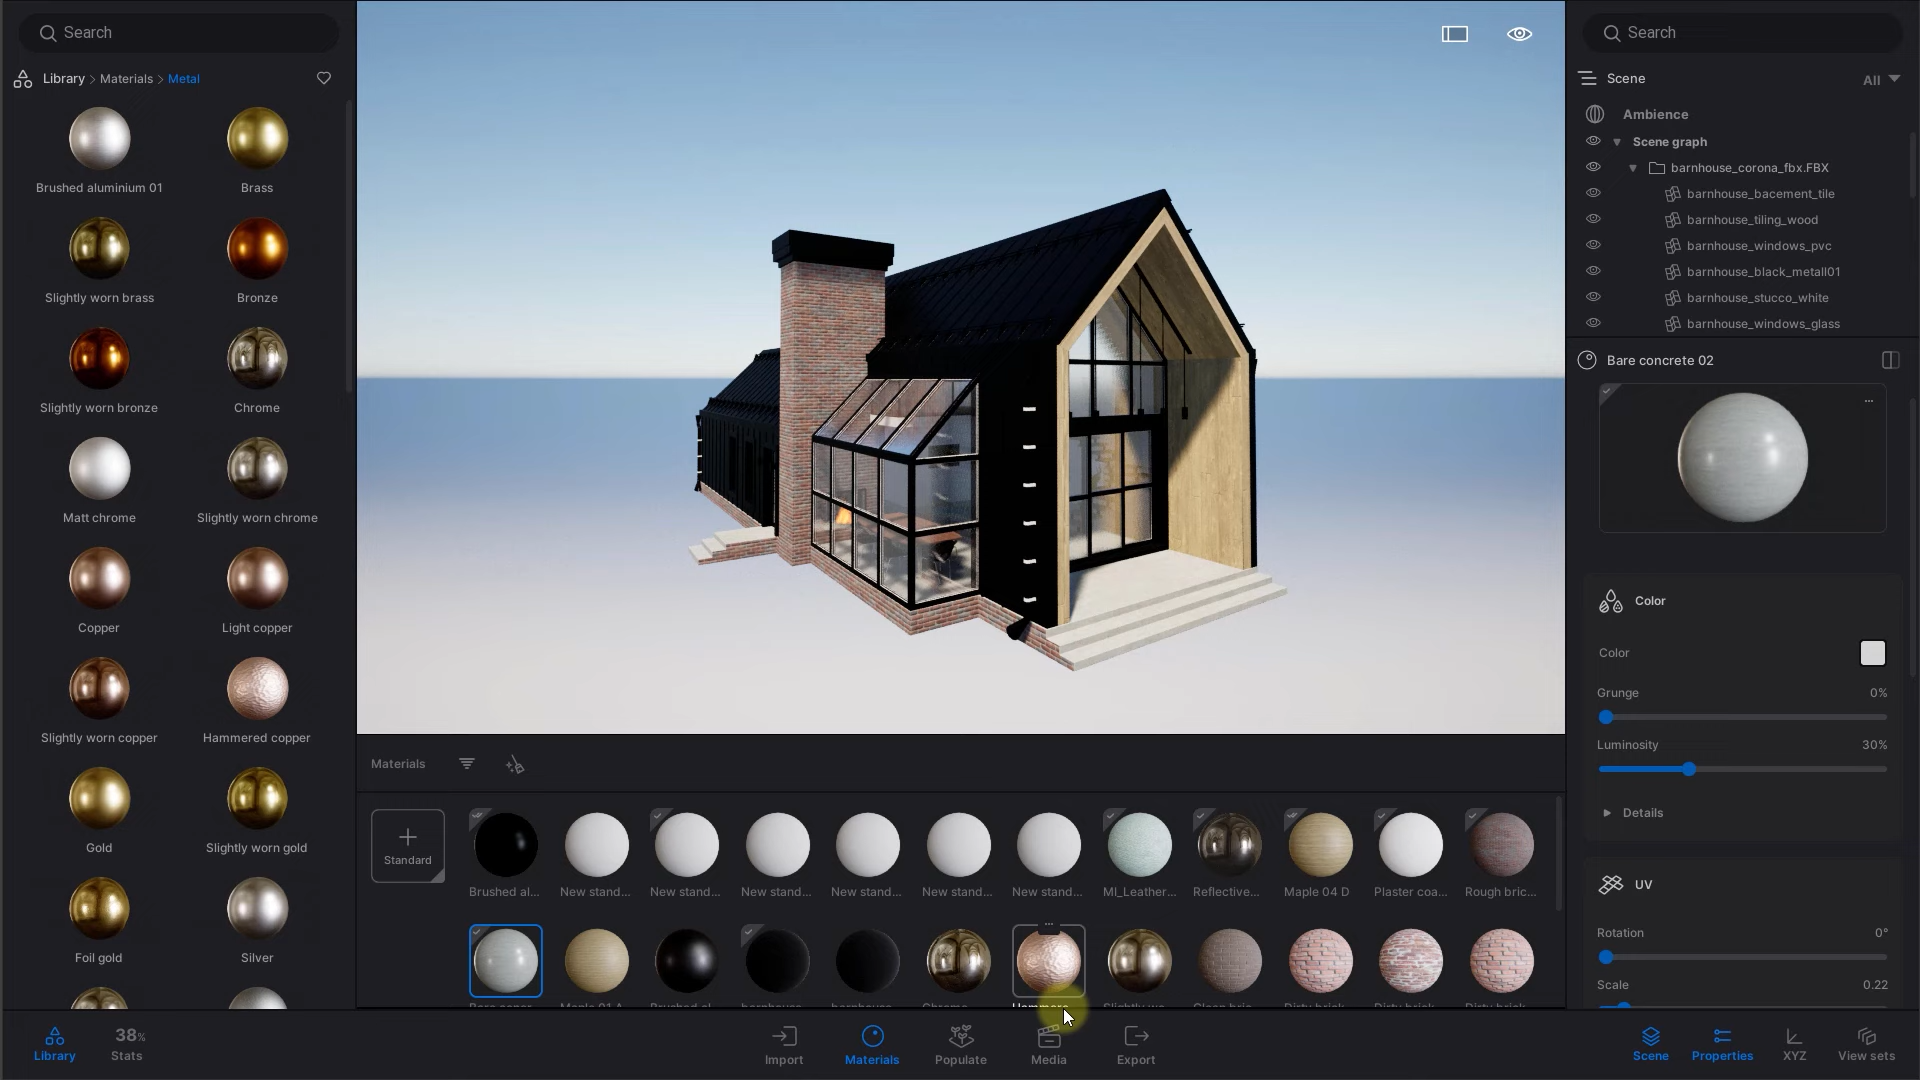 Search
Library > Materials > Metal
Brushed aluminium 01
Brass
Slightly worn brass
Bronze
Slightly worn bronze
Chrome
Matt chrome
Slightly worn chrome
Copper
Light copper
Slightly worn copper
Hammered copper
Gold
Slightly worn gold
Foil gold
Silver
Library
38%
Stats
Materials
Standard
Brushed al...
New stand...
New stand...
New stand...
New stand...
New stand...
New stand...
MI_Leather...
Reflective...
Maple 04 D
Plaster coa...
Rough bric...
Import
Materials
Populate
Media
Export
Search
Scene
All
Ambience
Scene graph
barnhouse_corona_fbx.FBX
barnhouse_bacement_tile
barnhouse_tiling_wood
barnhouse_windows_pvc
barnhouse_black_metall01
barnhouse_stucco_white
barnhouse_windows_glass
Bare concrete 02
Color
Color
Grunge 0%
Luminosity 30%
Details
UV
Rotation 0°
Scale 0.22
Scene
Properties
XYZ
View sets